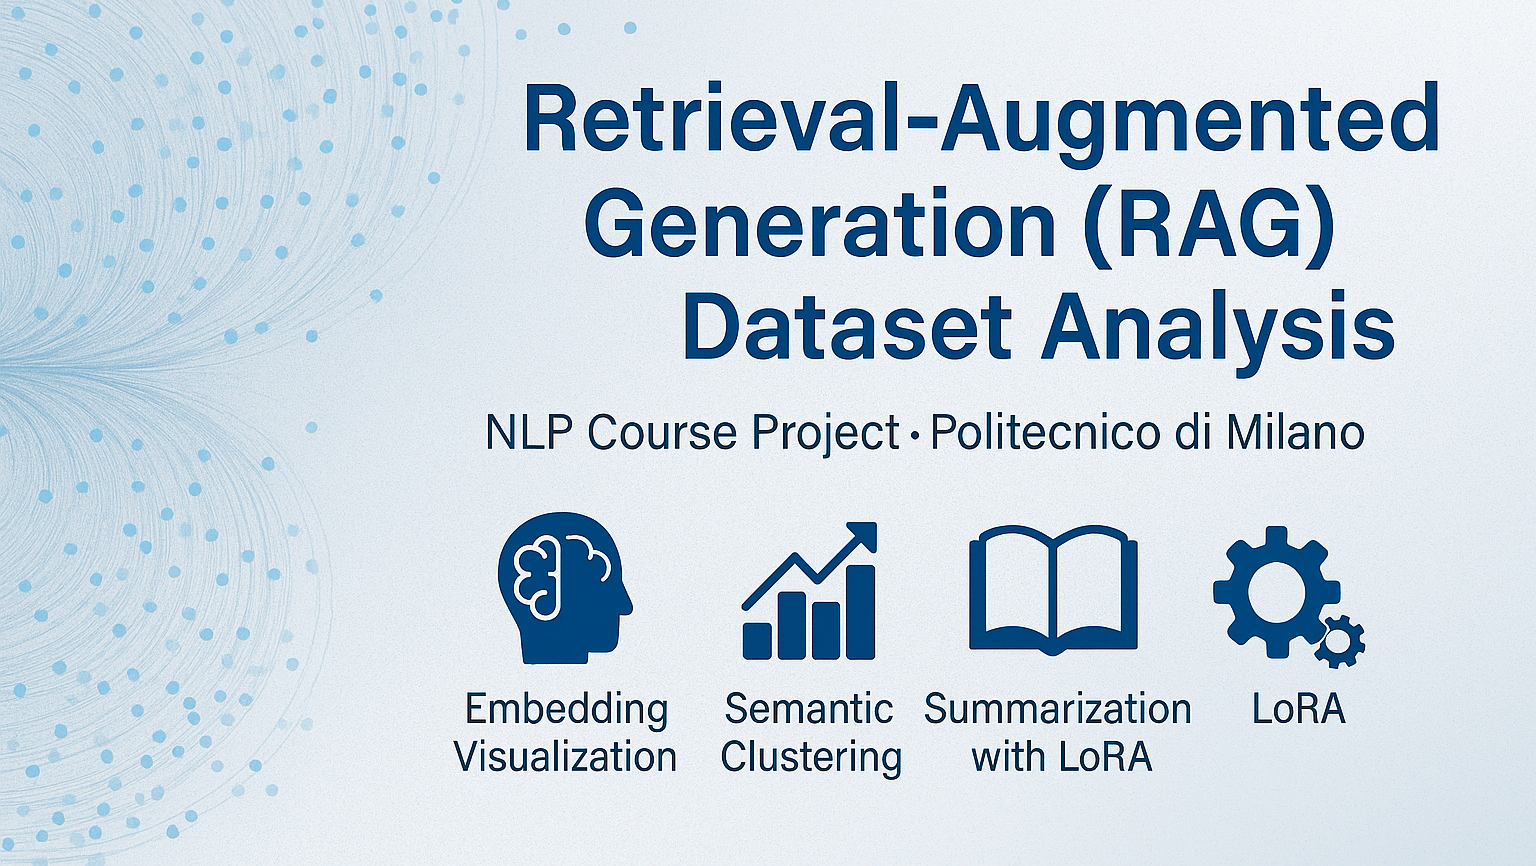 Retrieval-Augmented
Generation (RAG)
Dataset Analysis
NLP Course Project · Politecnico di Milano
Embedding
Visualization
Semantic
Clustering
Summarization
with LoRA
LoRA